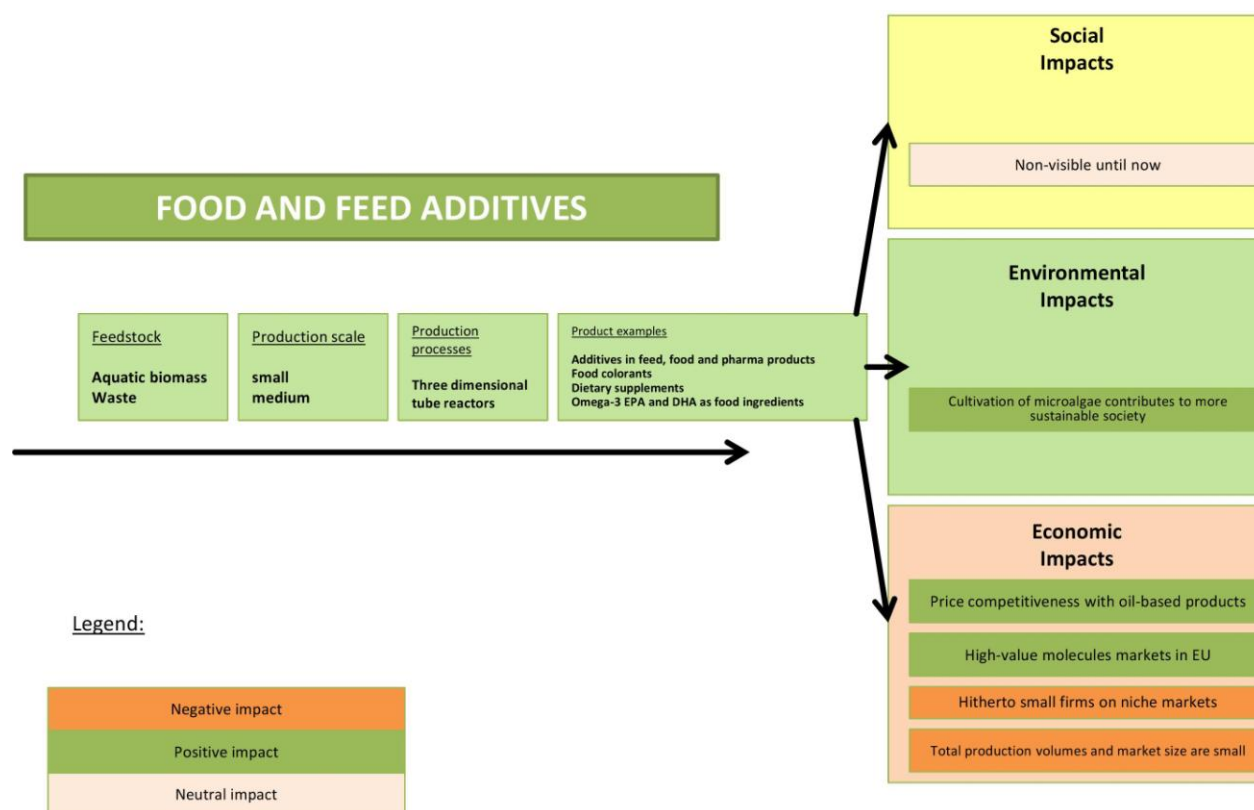 FOOD AND FEED ADDITIVES
Feedstock
Aquatic biomass
Waste
Production scale
small
medium
Production
processes
Three dimensional
tube reactors
Product examples
Additives in feed, food and pharma products
Food colorants
Dietary supplements
Omega-3 EPA and DHA as food ingredients
Social
Impacts
Non-visible until now
Environmental
Impacts
Cultivation of microalgae contributes to more
sustainable society
Economic
Impacts
Price competitiveness with oil-based products
High-value molecules markets in EU
Hitherto small firms on niche markets
Total production volumes and market size are small
Legend:
Negative impact
Positive impact
Neutral impact